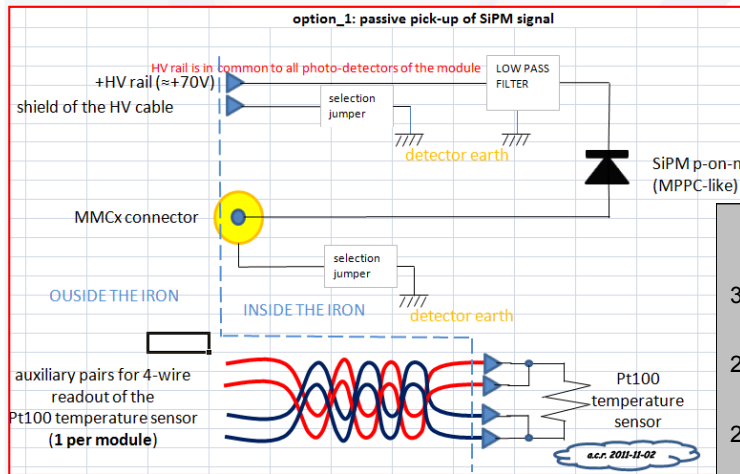 option_1: passive pick-up of SiPM signal
HV rail is in common to all photo-detectors of the module
+HV rail (≈+70V)
LOW PASS
FILTER
shield of the HV cable
selection
jumper
detector earth
SiPM p-on-n
(MPPC-like)
MMCx connector
selection
jumper
OUSIDE THE IRON
INSIDE THE IRON
detector earth
auxiliary pairs for 4-wire
readout of the
Pt100 temperature sensor
(1 per module)
Pt100
temperature
sensor
a.c.r. 2011-11-02
3
2
2